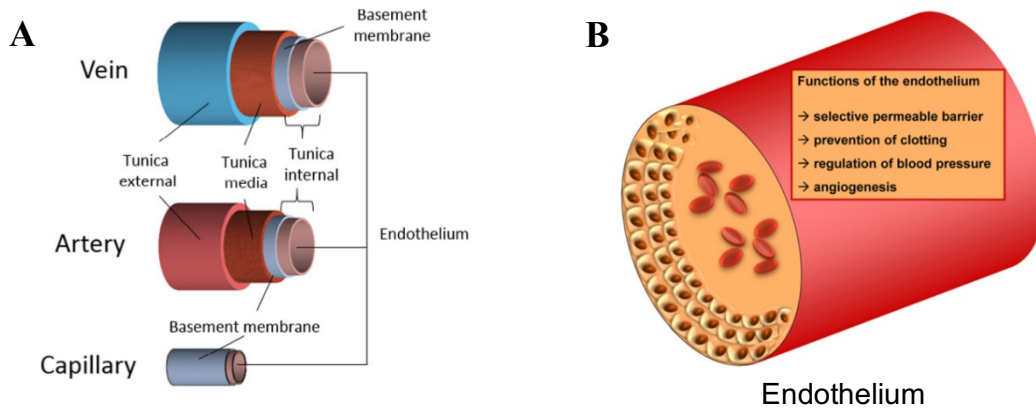 A
Basement
membrane
Vein
Tunica
external
Tunica
media
Tunica
internal
Artery
Endothelium
Basement membrane
Capillary
B
Functions of the endothelium
→ selective permeable barrier
→ prevention of clotting
→ regulation of blood pressure
→ angiogenesis
Endothelium